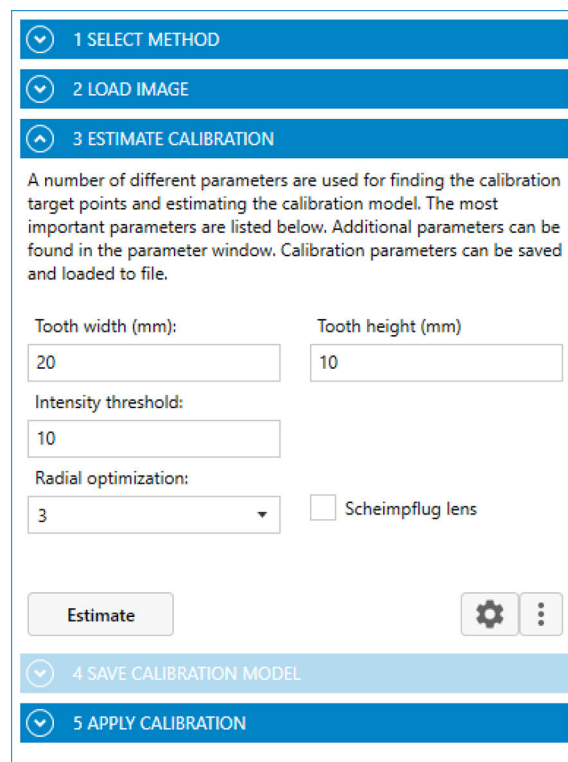 1 SELECT METHOD
2 LOAD IMAGE
3 ESTIMATE CALIBRATION
A number of different parameters are used for finding the calibration
target points and estimating the calibration model. The most
important parameters are listed below. Additional parameters can be
found in the parameter window. Calibration parameters can be saved
and loaded to file.
Tooth width (mm):
Tooth height (mm)
20
10
Intensity threshold:
10
Radial optimization:
3
Scheimpflug lens
Estimate
4 SAVE CALIBRATION MODEL
5 APPLY CALIBRATION